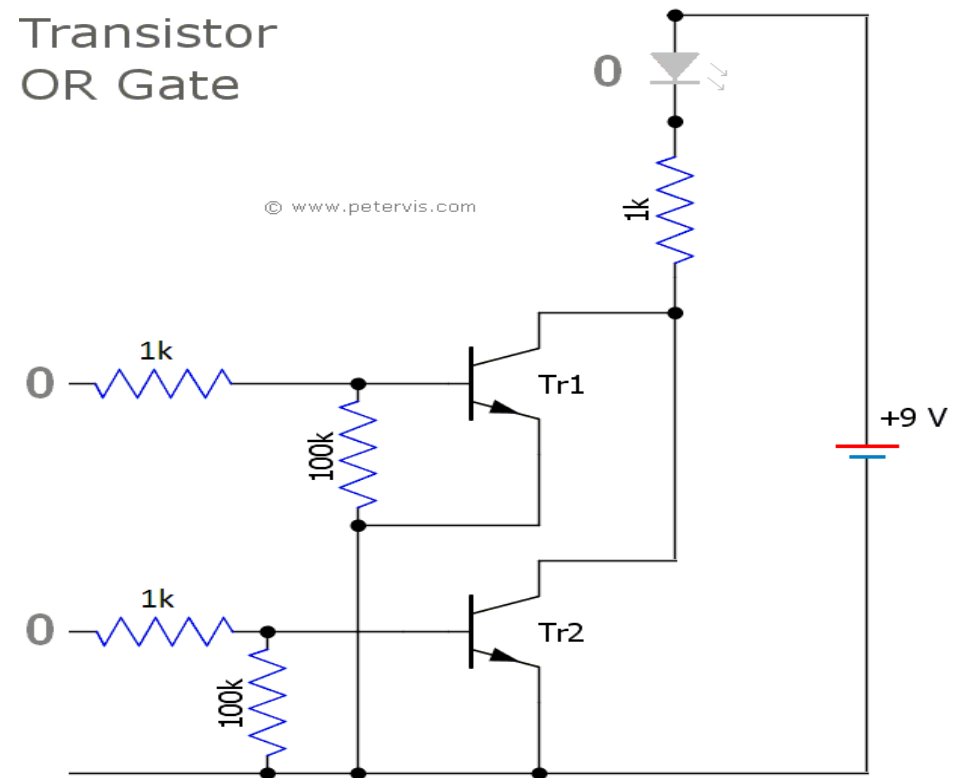 Transistor
OR Gate
0
© www.petervis.com
1k
1k
0
Tr1
100k
+9 V
1k
0
Tr2
100k